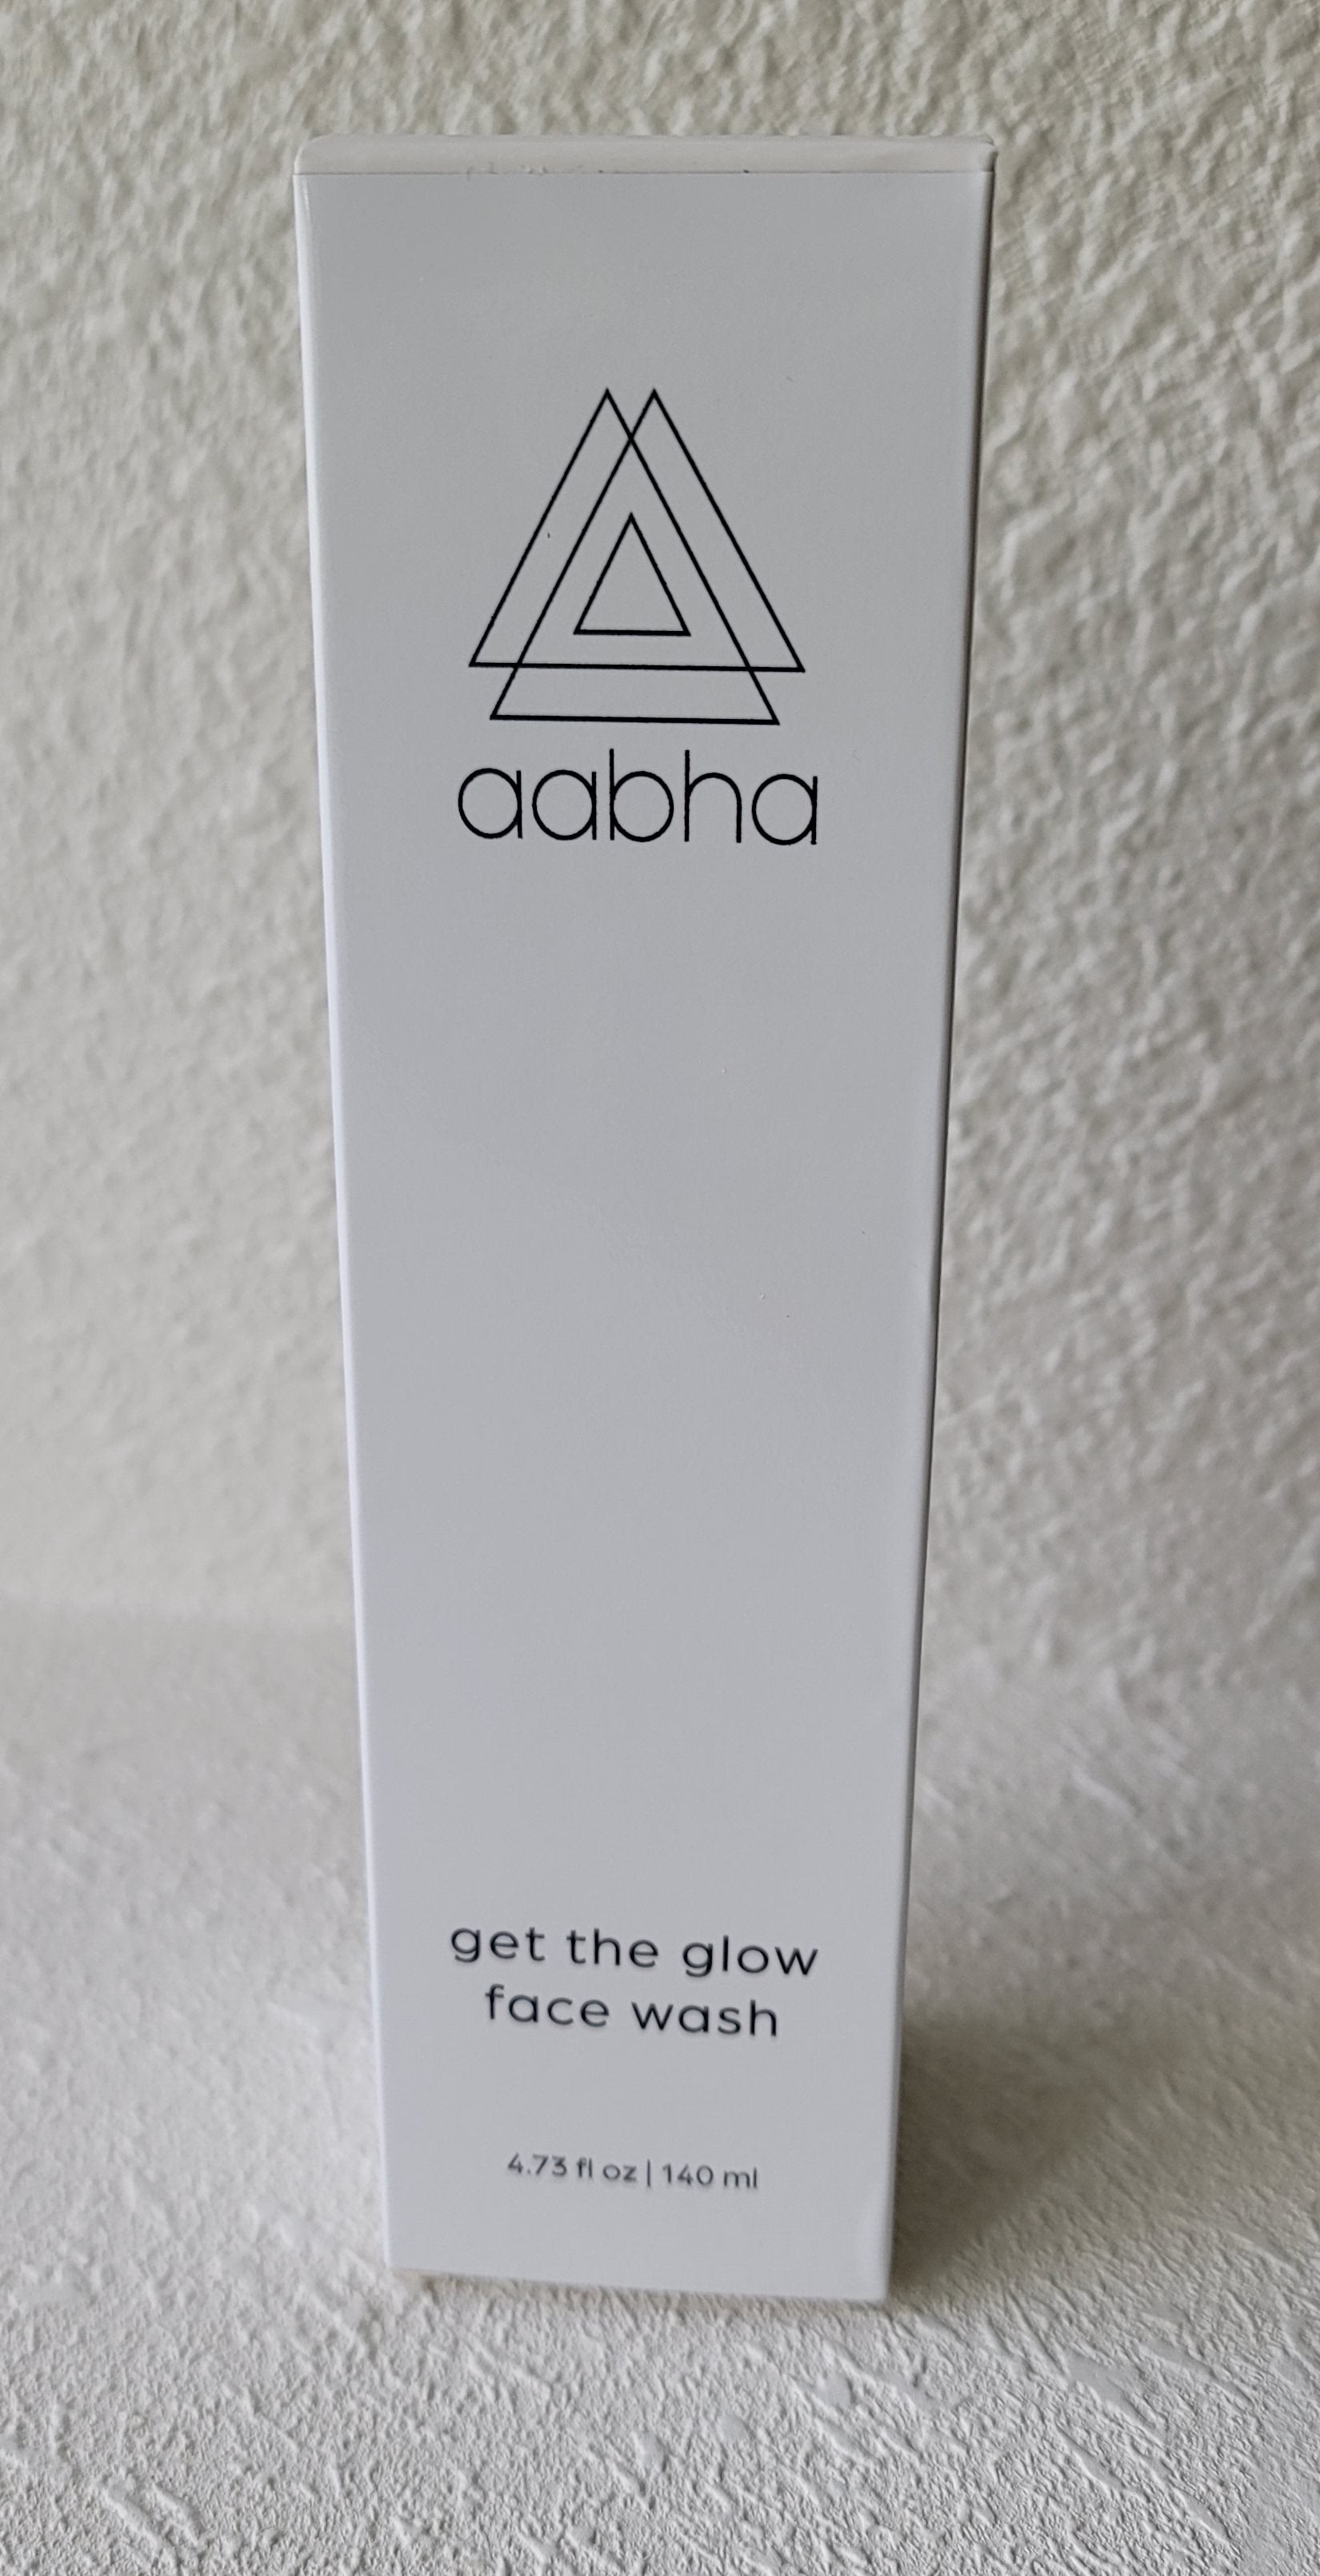 aabha
get the glow
face wash
4.73 fl oz | 140 ml